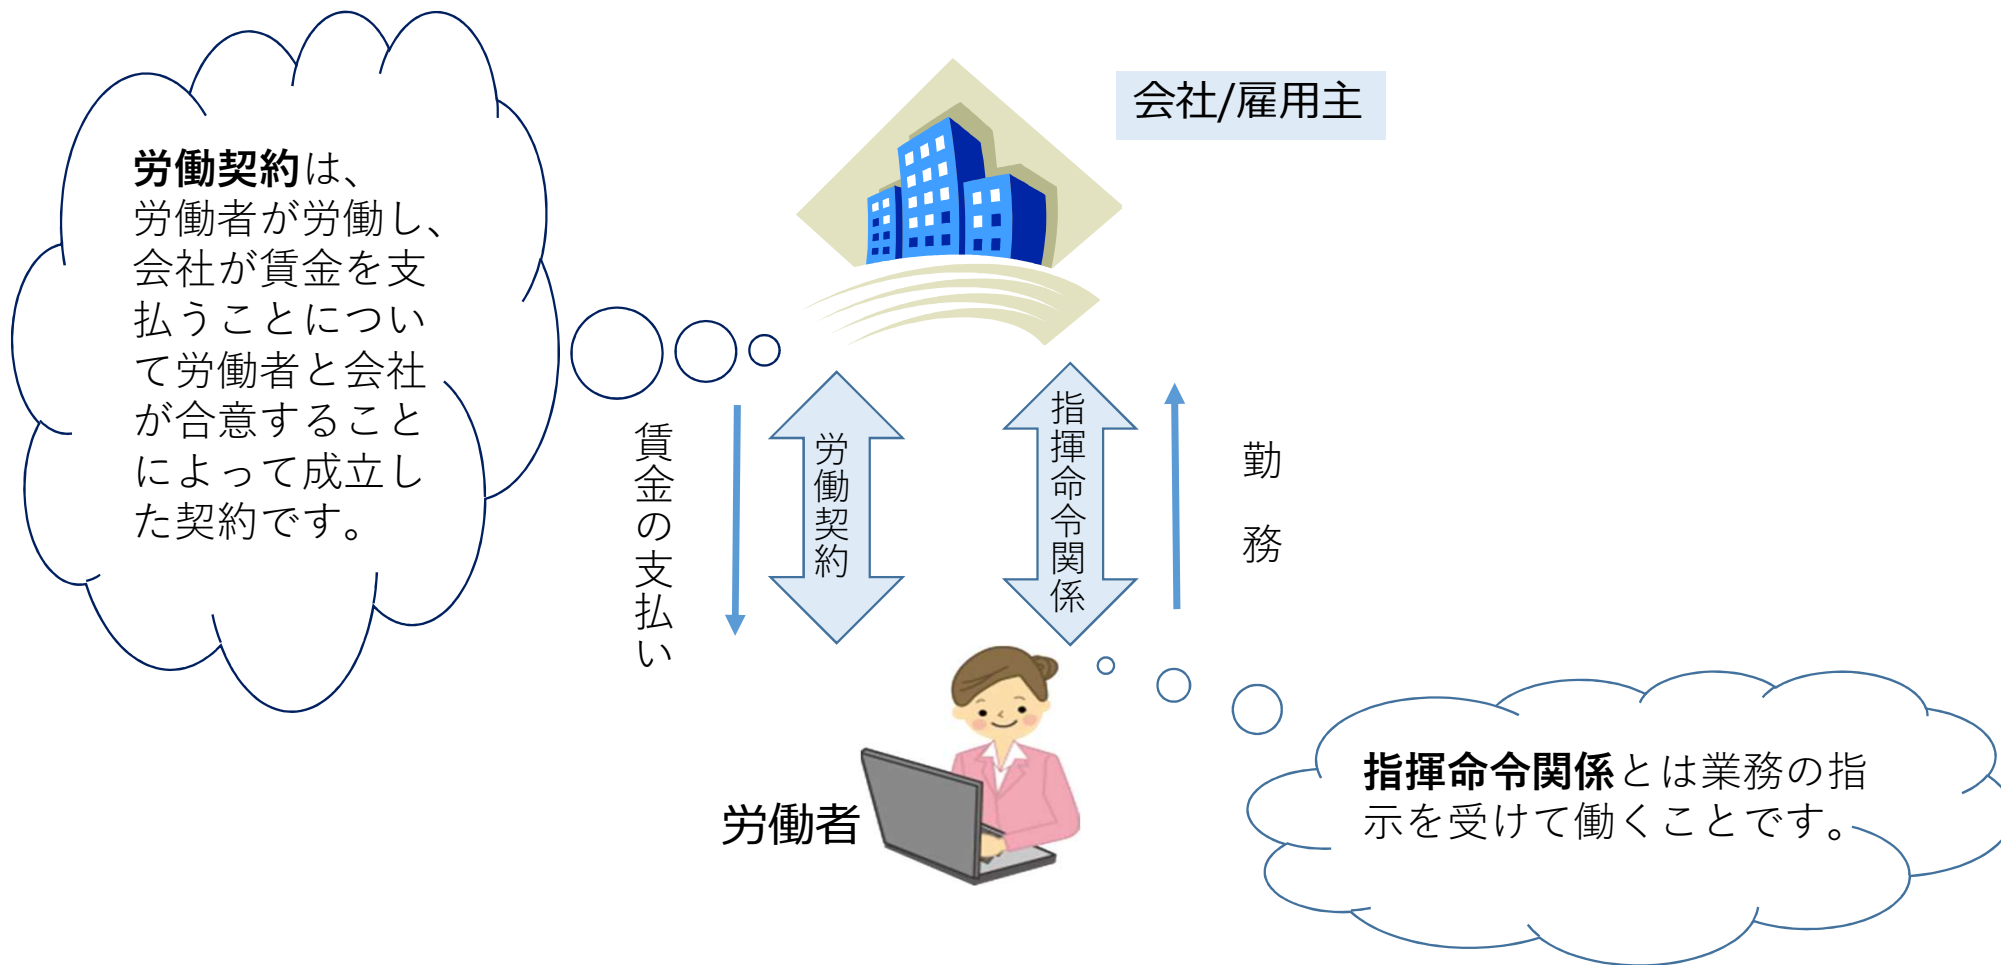 会社/雇用主
労働契約は、
労働者が労働し、
会社が賃金を支
払うことについ
て労働者と会社
が合意すること
によって成立し
た契約です。
賃金の支払い
労働契約
指揮命令関係
勤務
労働者
指揮命令関係とは業務の指
示を受けて働くことです。